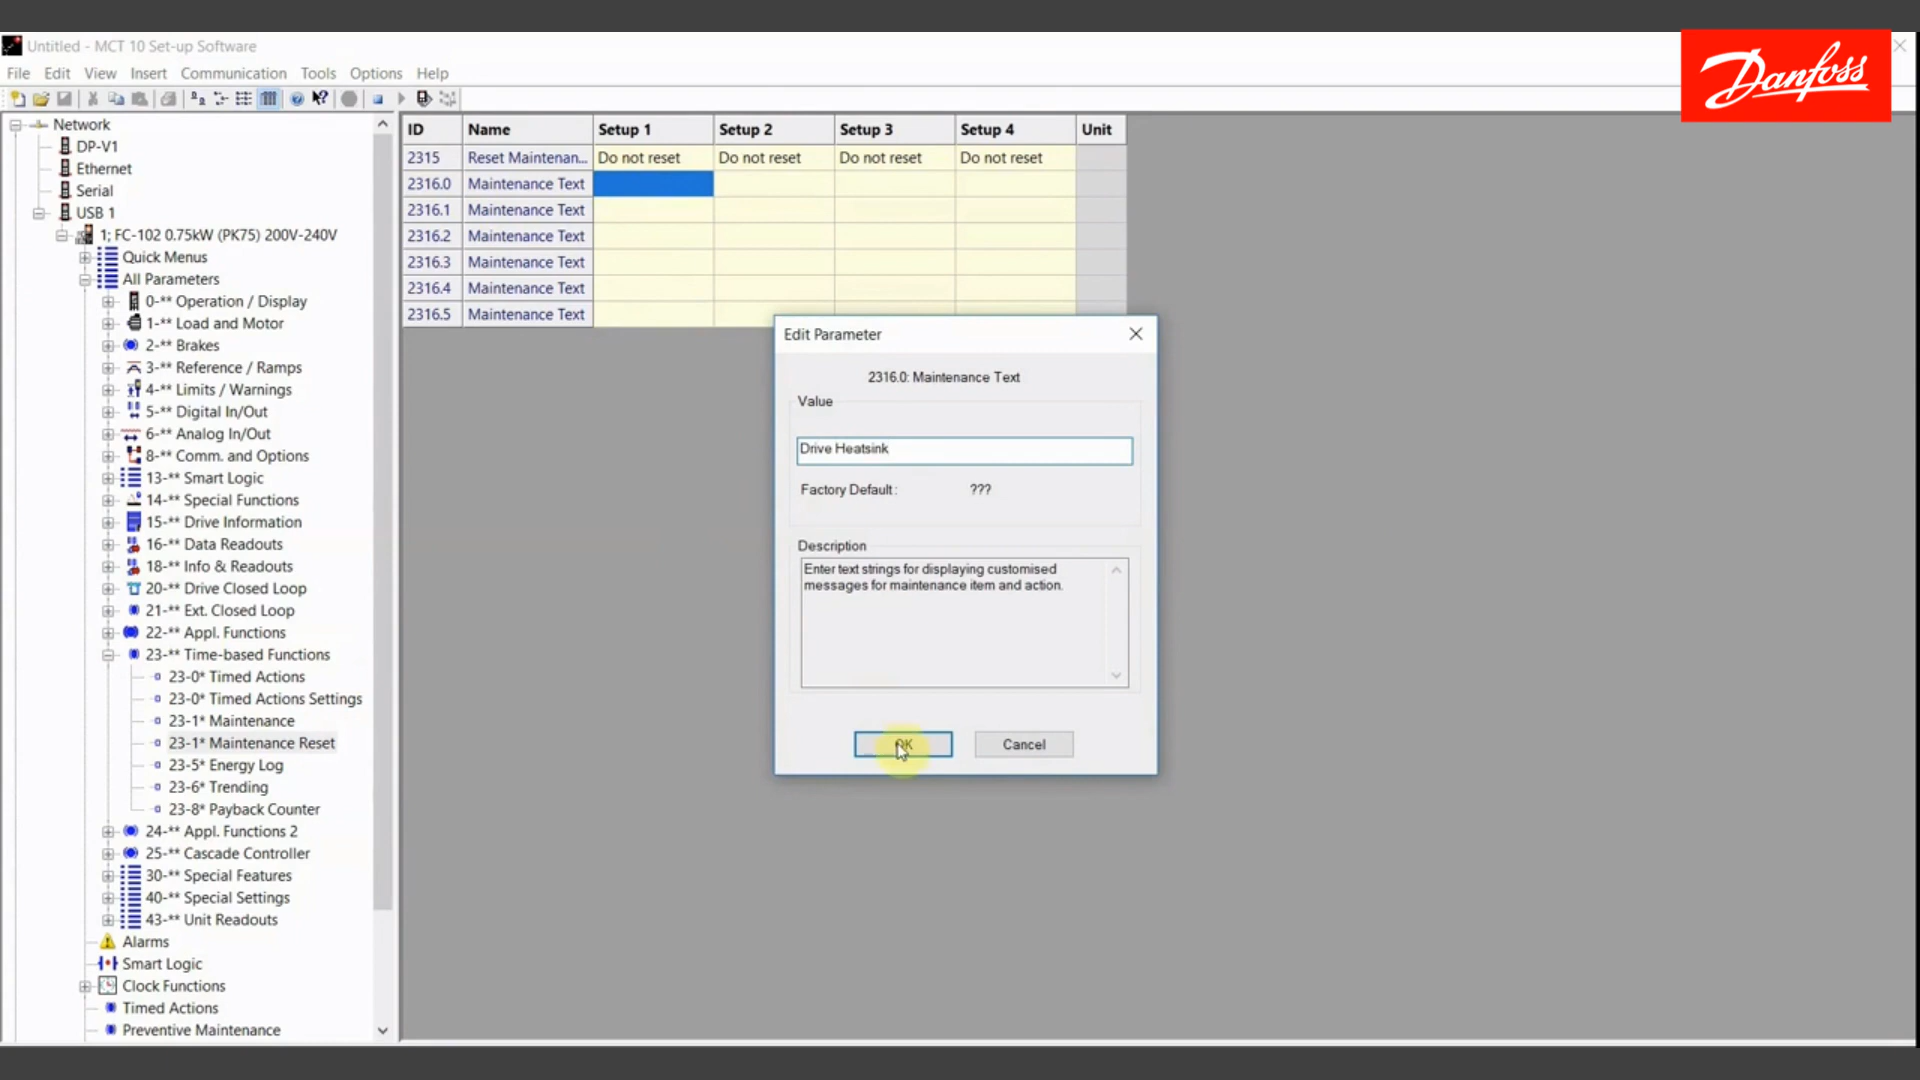 Untitled - MCT 10 Set-up Software
Danfoss
File Edit View Insert Communication Tools Options Help
Network
DP-V1
Ethernet
Serial
USB 1
1; FC-102 0.75kW (PK75) 200V-240V
Quick Menus
All Parameters
0-** Operation / Display
1-** Load and Motor
2-** Brakes
3-** Reference / Ramps
4-** Limits / Warnings
5-** Digital In/Out
6-** Analog In/Out
8-** Comm. and Options
13-** Smart Logic
14-** Special Functions
15-** Drive Information
16-** Data Readouts
18-** Info & Readouts
20-** Drive Closed Loop
21-** Ext. Closed Loop
22-** Appl. Functions
23-** Time-based Functions
23-0* Timed Actions
23-0* Timed Actions Settings
23-1* Maintenance
23-1* Maintenance Reset
23-5* Energy Log
23-6* Trending
23-8* Payback Counter
24-** Appl. Functions 2
25-** Cascade Controller
30-** Special Features
40-** Special Settings
43-** Unit Readouts
Alarms
Smart Logic
Clock Functions
Timed Actions
Preventive Maintenance
ID Name Setup 1 Setup 2 Setup 3 Setup 4 Unit
2315 Reset Maintenan... Do not reset Do not reset Do not reset Do not reset
2316.0 Maintenance Text
2316.1 Maintenance Text
2316.2 Maintenance Text
2316.3 Maintenance Text
2316.4 Maintenance Text
2316.5 Maintenance Text
Edit Parameter
2316.0: Maintenance Text
Value
Drive Heatsink
Factory Default : ???
Description
Enter text strings for displaying customised
messages for maintenance item and action.
OK Cancel